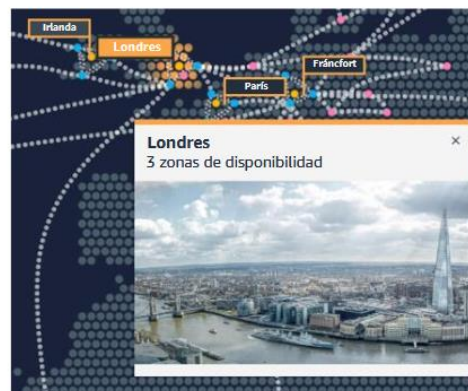 Irlanda
Londres
París
Fráncfort
Londres
3 zonas de disponibilidad